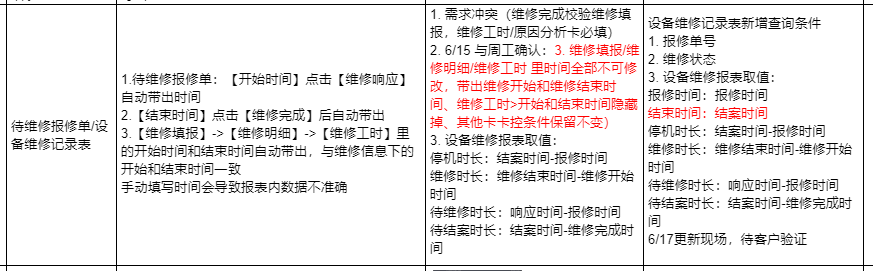 待维修报修单/设
备维修记录表
1.待维修报修单：【开始时间】点击【维修响应】
自动带出时间
2.【结束时间】点击【维修完成】后自动带出
3.【维修填报】->【维修明细】->【维修工时】里
的开始时间和结束时间自动带出，与维修信息下的
开始和结束时间一致
手动填写时间会导致报表内数据不准确
1. 需求冲突（维修完成校验维修填
报，维修工时/原因分析卡必填）
2. 6/15 与周工确认：3. 维修填报/维
修明细/维修工时 里时间全部不可修
改，带出维修开始和维修结束时
间、维修工时>开始和结束时间隐藏
掉、其他卡卡控条件保留不变）
3. 设备维修报表取值：
停机时长：结案时间-报修时间
维修时长：维修结束时间-维修开始
时间
待维修时长：响应时间-报修时间
待结案时长：结案时间-维修完成时
间
设备维修记录表新增查询条件
1. 报修单号
2. 维修状态
3. 设备维修报表取值：
报修时间：报修时间
结束时间：结案时间
停机时长：结案时间-报修时间
维修时长：维修结束时间-维修开始
时间
待维修时长：响应时间-报修时间
待结案时长：结案时间-维修完成时
间
6/17更新现场，待客户验证